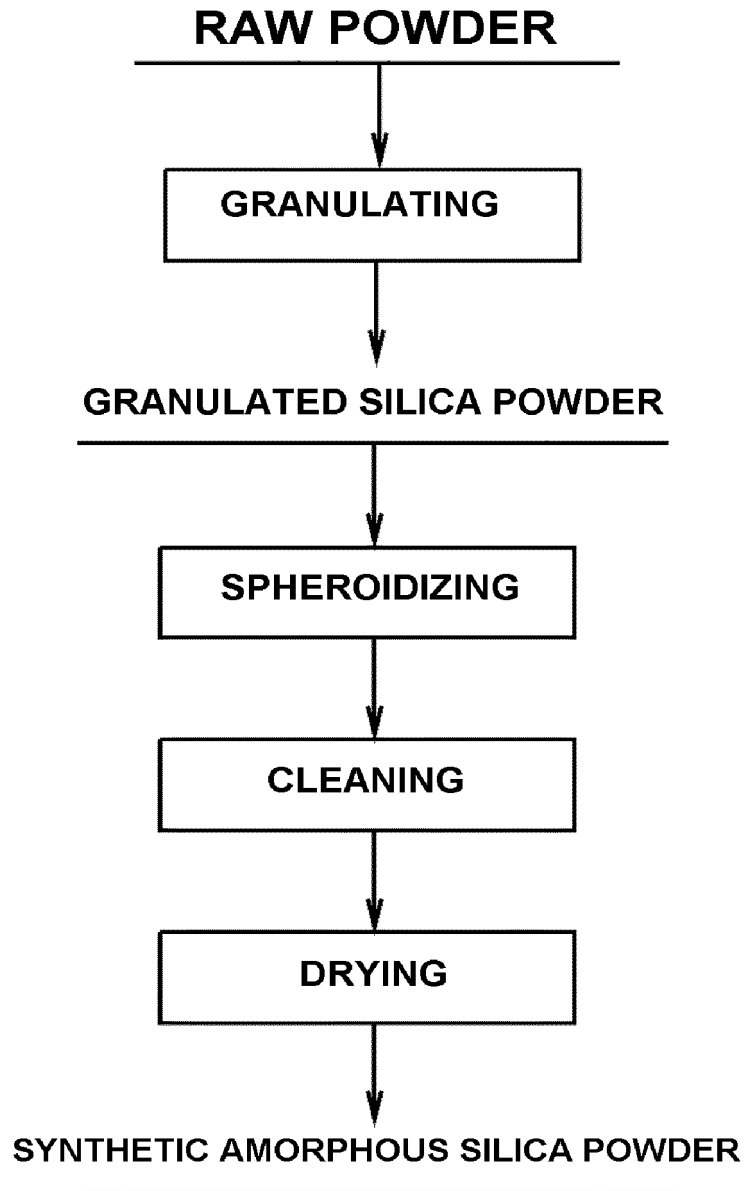 RAW POWDER
GRANULATING
GRANULATED SILICA POWDER
SPHEROIDIZING
CLEANING
DRYING
SYNTHETIC AMORPHOUS SILICA POWDER